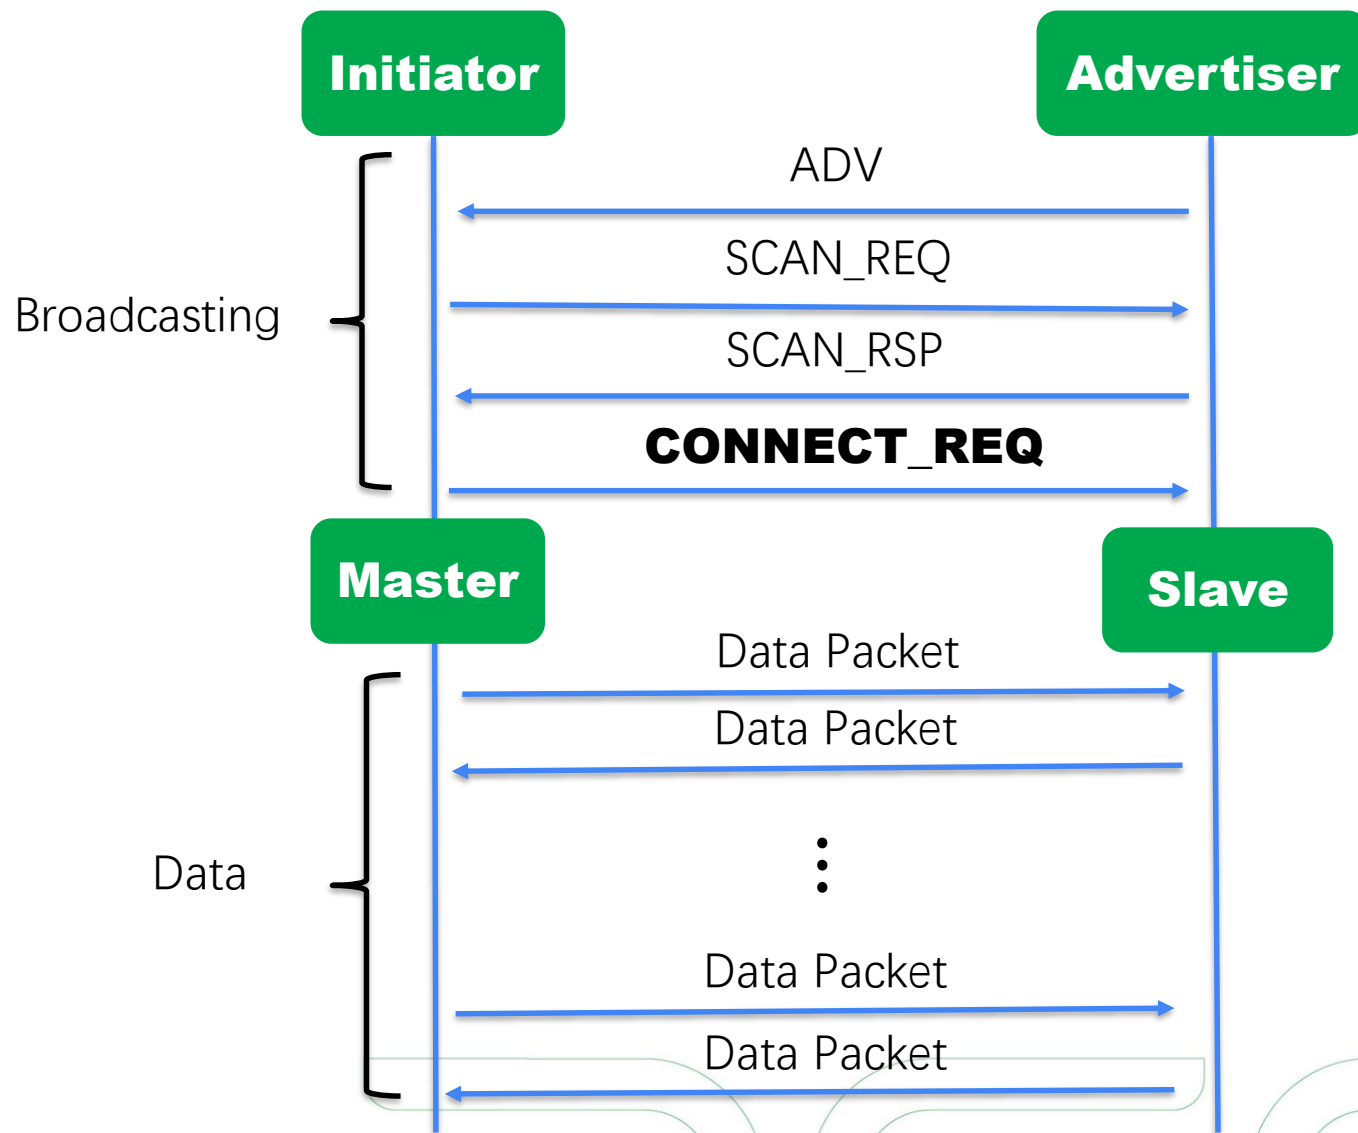 Initiator
Advertiser
ADV
SCAN_REQ
Broadcasting
SCAN_RSP
CONNECT_REQ
Master
Slave
Data Packet
Data Packet
Data
Data Packet
Data Packet